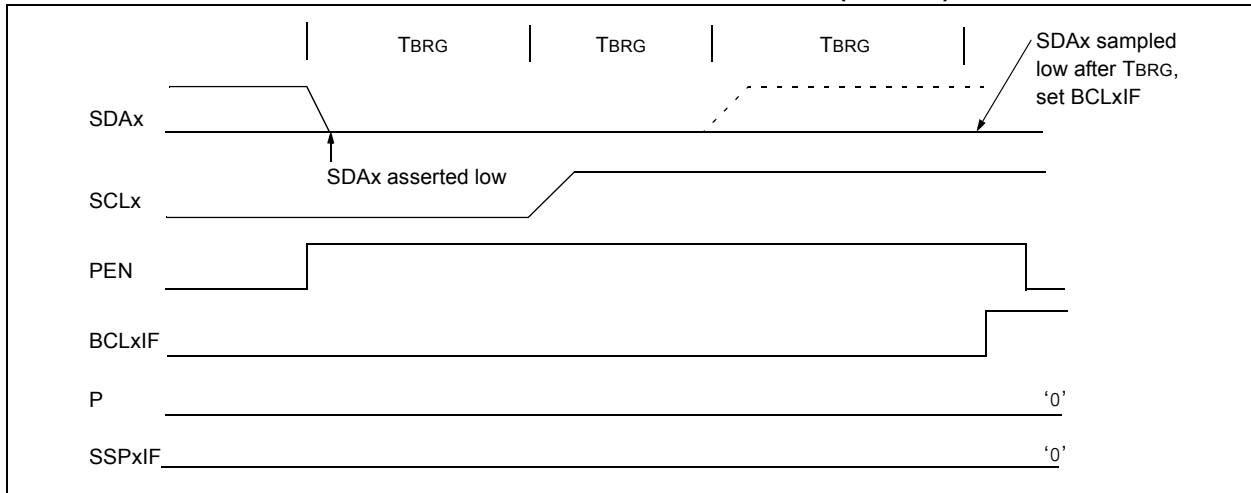 TBRG TBRG TBRG
SDAx sampled
low after TBRG,
set BCLxIF
SDAx
SDAx asserted low
SCLx
PEN
BCLxIF
P '0'
SSPxIF '0'